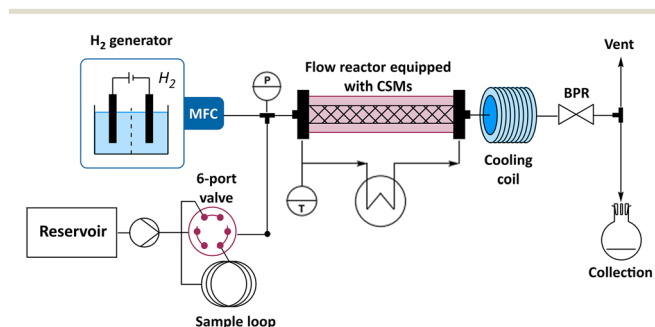 H2 generator
H2
MFC
P
Flow reactor equipped
with CSMs
T
Vent
BPR
Cooling
coil
6-port
valve
Reservoir
Sample loop
Collection